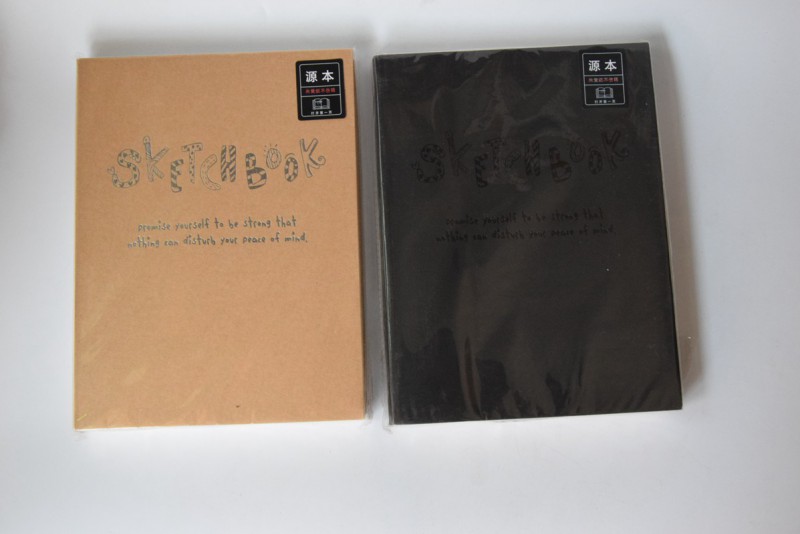 源本
SKETCHBOOK
promise yourself to be strong that
nothing can disturb your peace of mind.
源本
SKETCHBOOK
promise yourself to be strong that
nothing can disturb your peace of mind